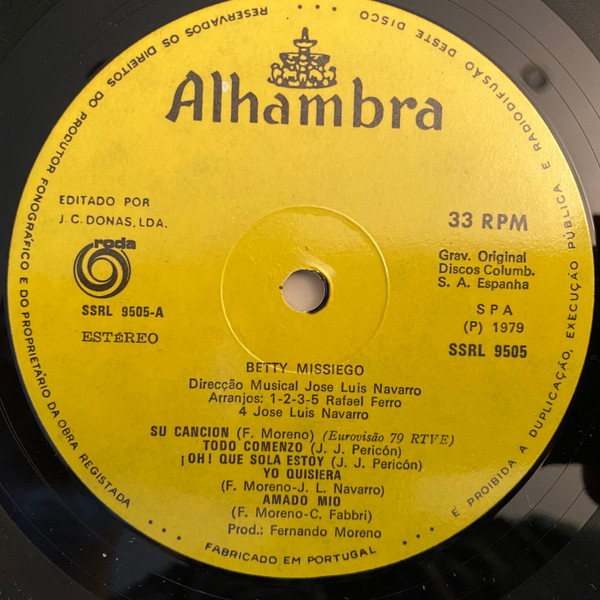 Alhambra
EDITADO POR
J. C. DONAS, LDA.
roda
SSRL 9505-A
ESTÉREO
33 RPM
Grav. Original
Discos Columb.
S. A. Espanha
S P A
(P) 1979
SSRL 9505
BETTY MISSIEGO
Direcção Musical Jose Luis Navarro
Arranjos: 1-2-3-5 Rafael Ferro
4 Jose Luis Navarro
SU CANCION (F. Moreno) (Eurovisão 79 RTVE)
TODO COMENZO (J. J. Pericón)
¡OH! QUE SOLA ESTOY (J. J. Pericón)
YO QUISIERA
(F. Moreno-J. L. Navarro)
AMADO MIO
(F. Moreno-C. Fabbri)
Prod.: Fernando Moreno
RESERVADOS OS DIREITOS DO PRODUTOR FONOGRÁFICO E DO PROPRIETÁRIO DA OBRA REGISTADA ... FABRICADO EM PORTUGAL ... É PROIBIDA A DUPLICAÇÃO, EXECUÇÃO PÚBLICA E RADIODIFUSÃO DESTE DISCO ...